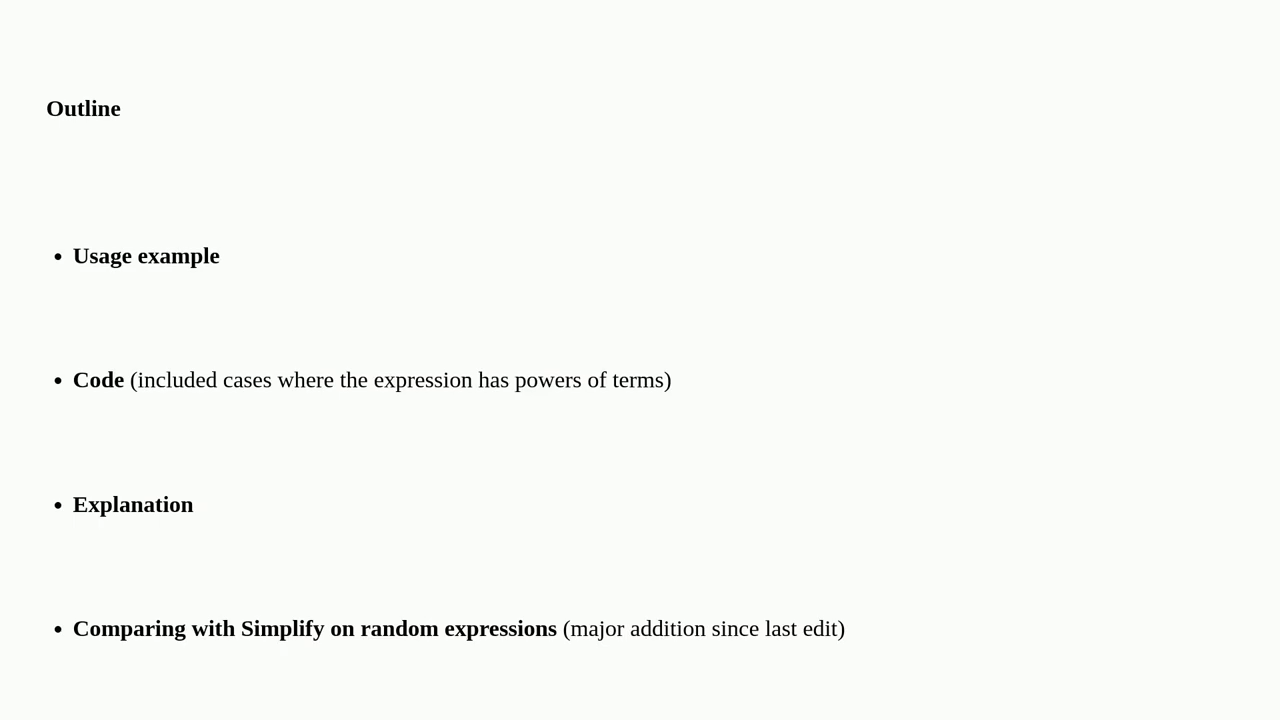 Outline
• Usage example
• Code (included cases where the expression has powers of terms)
• Explanation
• Comparing with Simplify on random expressions (major addition since last edit)